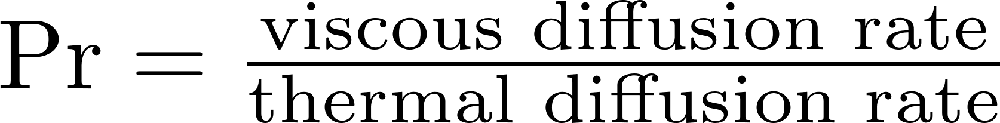 Pr = viscous diffusion rate
thermal diffusion rate